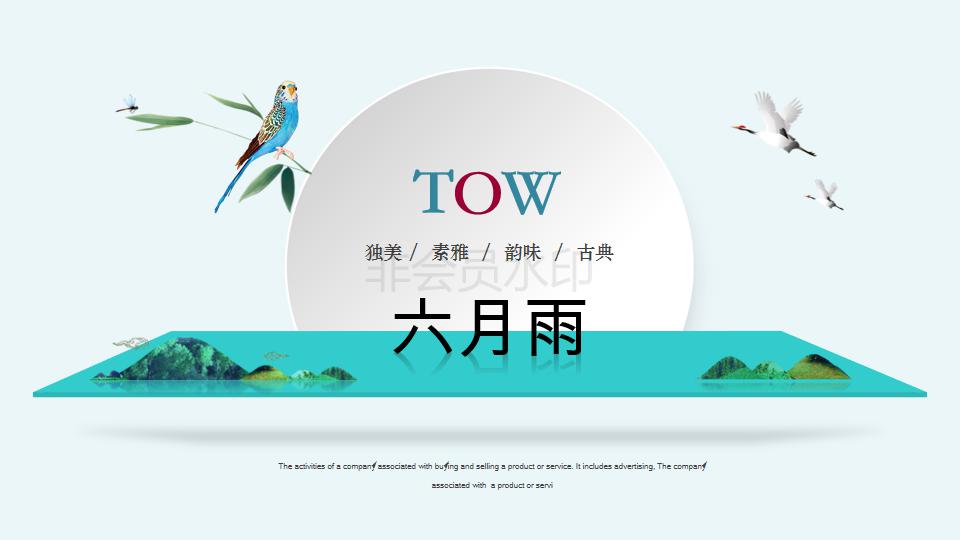 TOW
独美 / 素雅 / 韵味 / 古典
非会员水印
六月雨
The activities of a company associated with buying and selling a product or service. It includes advertising, The company
associated with a product or servi